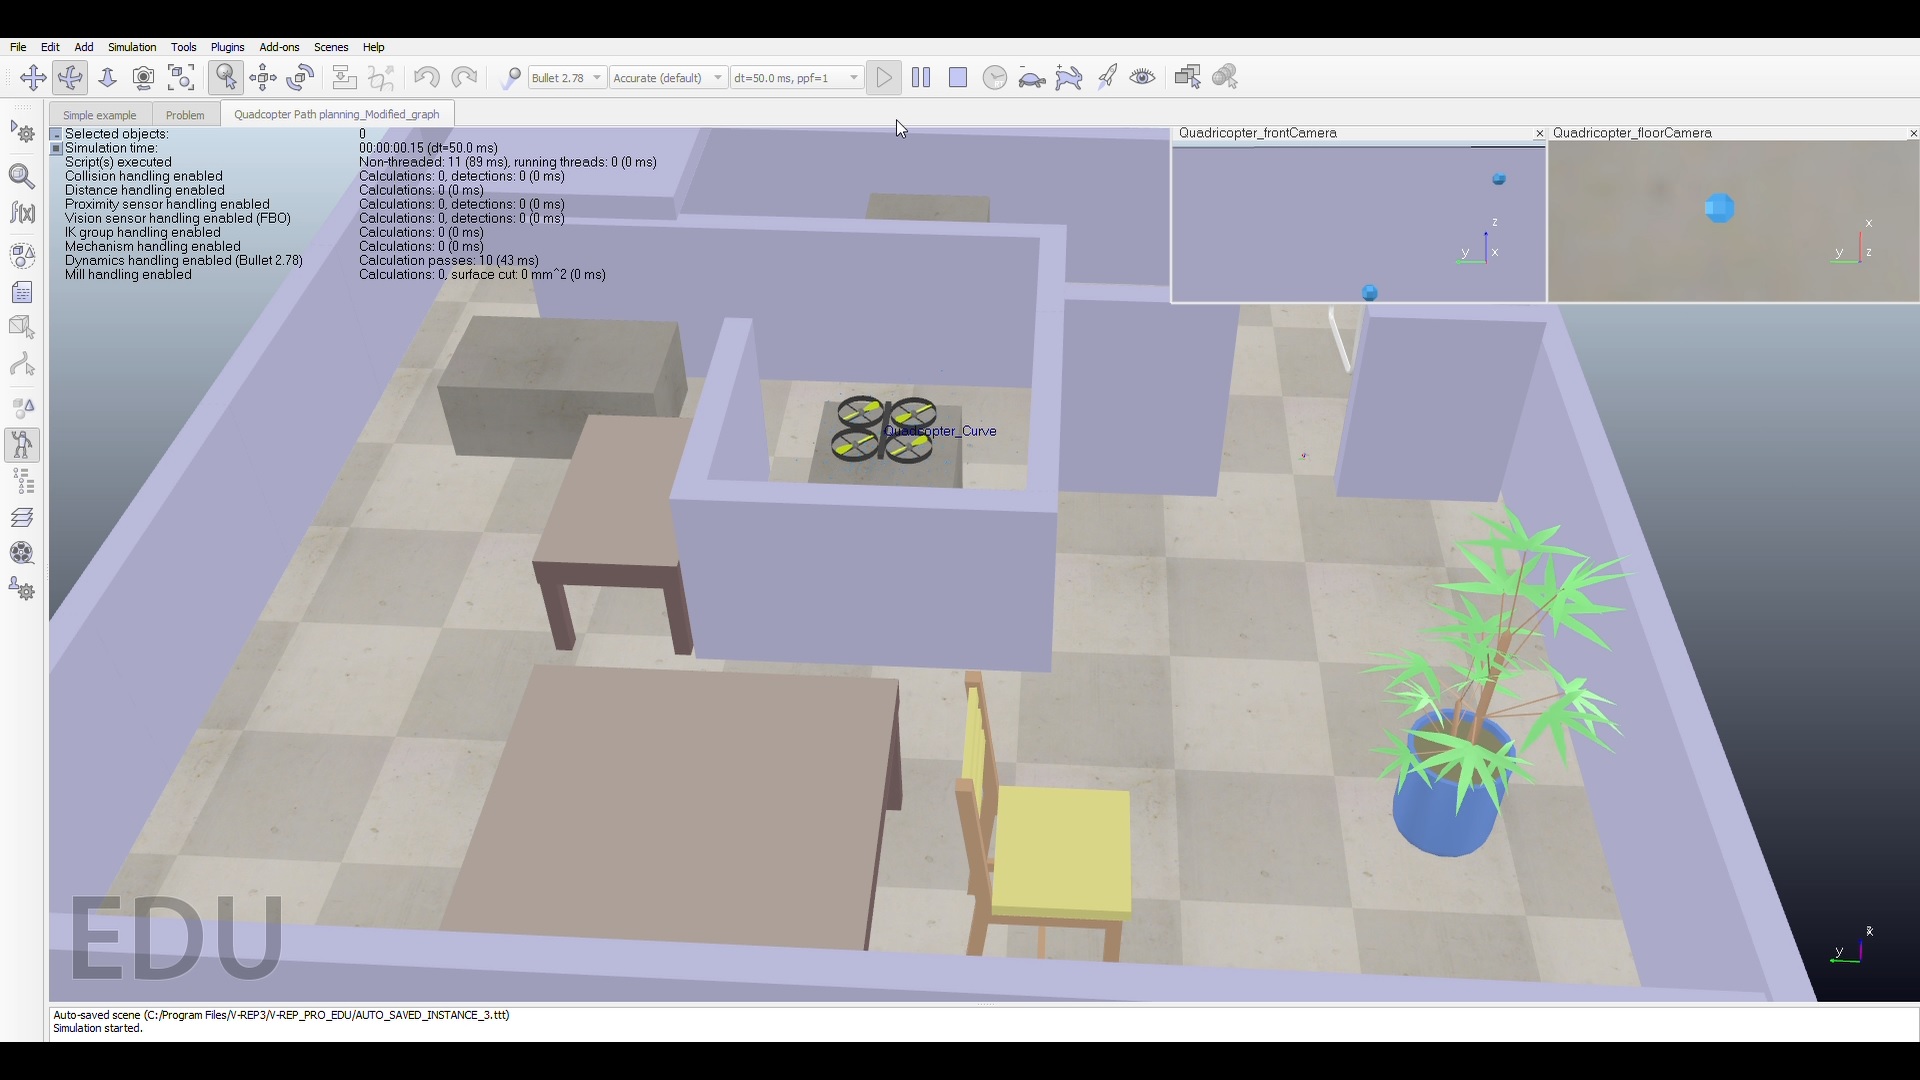 File Edit Add Simulation Tools Plugins Add-ons Scenes Help
Bullet 2.78 Accurate (default) dt=50.0 ms, ppf=1
Simple example Problem Quadcopter Path planning_Modified_graph
Selected objects: 0
Simulation time: 00:00:00.15 (dt=50.0 ms)
Script(s) executed Non-threaded: 11 (89 ms), running threads: 0 (0 ms)
Collision handling enabled Calculations: 0, detections: 0 (0 ms)
Distance handling enabled Calculations: 0 (0 ms)
Proximity sensor handling enabled Calculations: 0, detections: 0 (0 ms)
Vision sensor handling enabled (FBO) Calculations: 0, detections: 0 (0 ms)
IK group handling enabled Calculations: 0 (0 ms)
Mechanism handling enabled Calculations: 0 (0 ms)
Dynamics handling enabled (Bullet 2.78) Calculation passes: 10 (43 ms)
Mill handling enabled Calculations: 0, surface cut: 0 mm^2 (0 ms)
Quadricopter_frontCamera
z
y x
Quadricopter_floorCamera
x
y z
f(x)
Quadcopter_Curve
EDU
y
Auto-saved scene (C:/Program Files/V-REP3/V-REP_PRO_EDU/AUTO_SAVED_INSTANCE_3.ttt)
Simulation started.